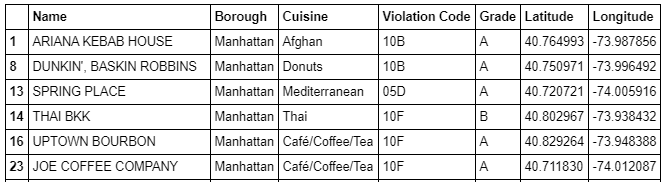 Name Borough Cuisine Violation Code Grade Latitude Longitude
1 ARIANA KEBAB HOUSE Manhattan Afghan 10B A 40.764993 -73.987856
8 DUNKIN', BASKIN ROBBINS Manhattan Donuts 10B A 40.750971 -73.996492
13 SPRING PLACE Manhattan Mediterranean 05D A 40.720721 -74.005916
14 THAI BKK Manhattan Thai 10F B 40.802967 -73.938432
16 UPTOWN BOURBON Manhattan Café/Coffee/Tea 10F A 40.829264 -73.948388
23 JOE COFFEE COMPANY Manhattan Café/Coffee/Tea 10F A 40.711830 -74.012087